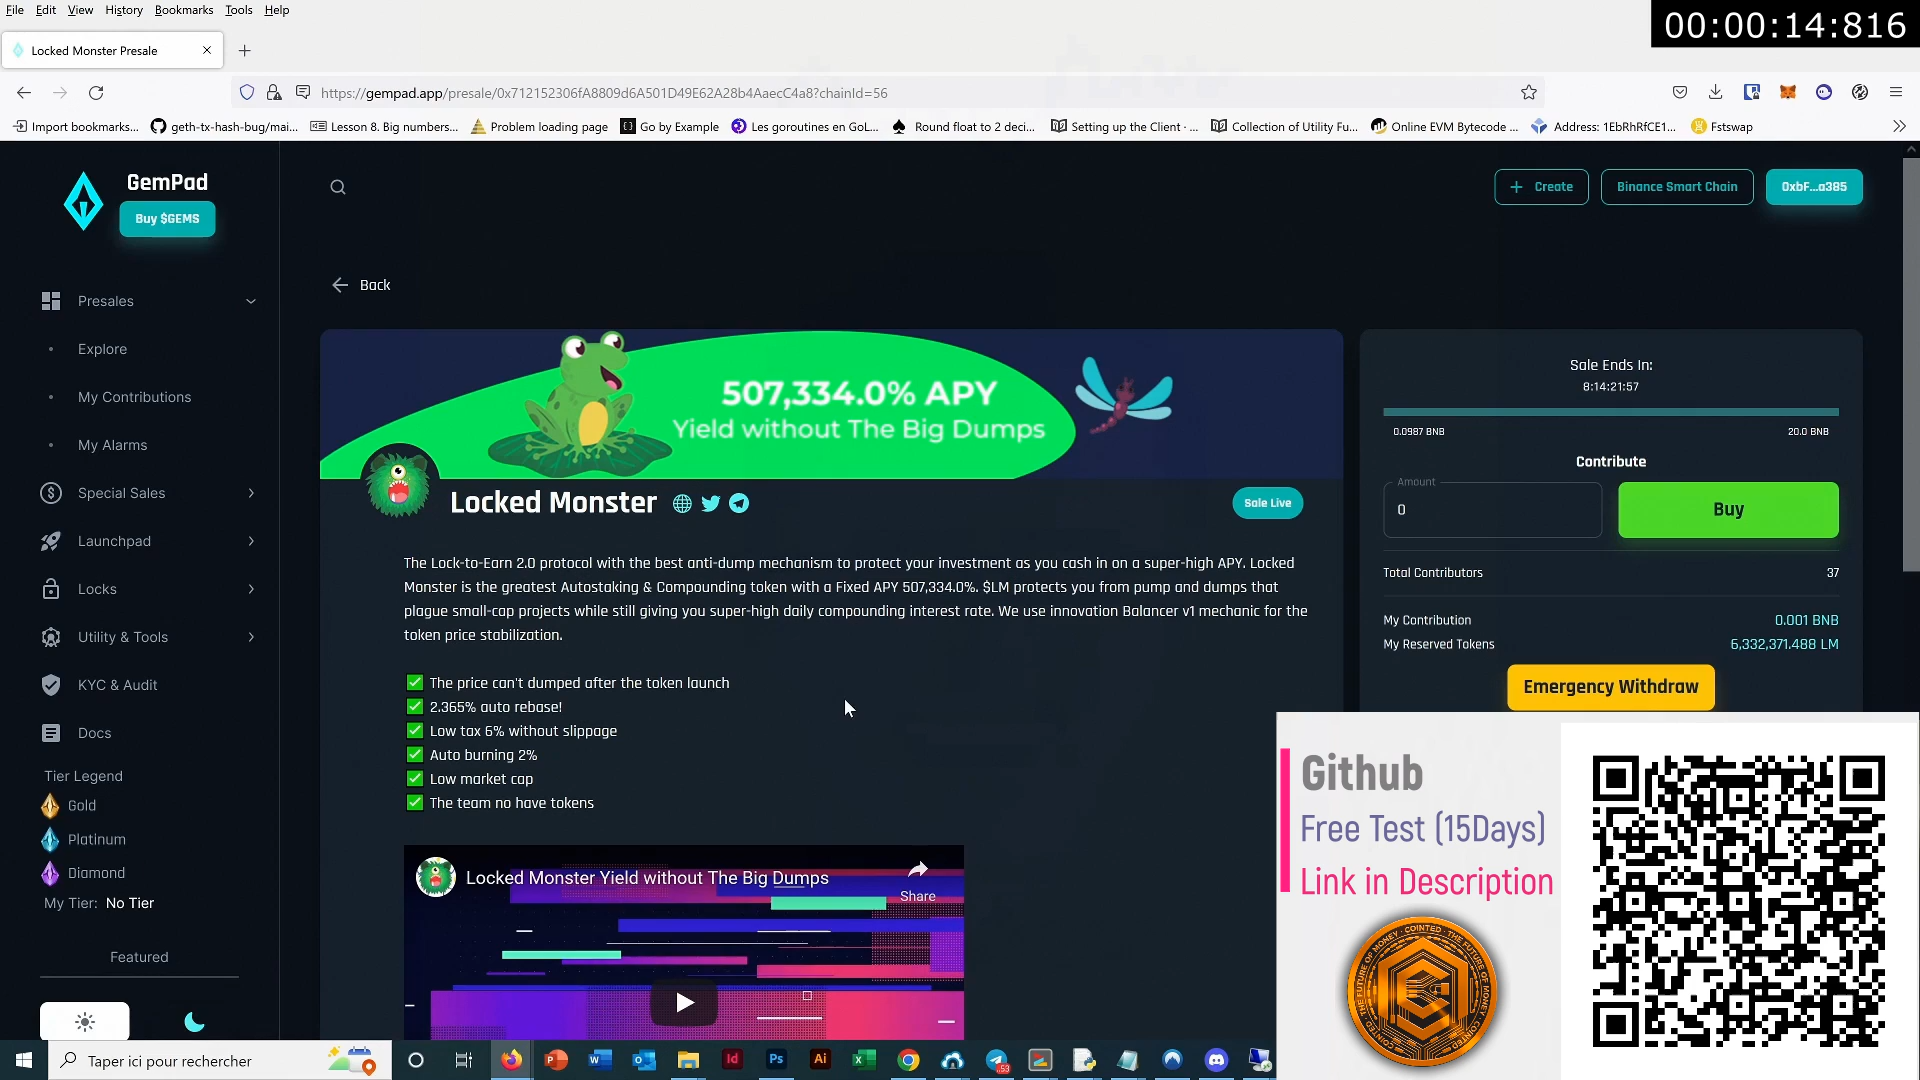 File Edit View History Bookmarks Tools Help
00:00:14:816
Locked Monster Presale
https://gempad.app/presale/0x712152306fA8809d6A501D49E62A28b4AaecC4a8?chainId=56
Import bookmarks... geth-tx-hash-bug/mai... Lesson 8. Big numbers... Problem loading page Go by Example Les goroutines en GoL... Round float to 2 deci... Setting up the Client · ... Collection of Utility Fu... Online EVM Bytecode ... Address: 1EbRhRfCE1... Fstswap
GemPad
Buy $GEMS
Create
Binance Smart Chain
0xbF...a385
Back
Presales
Explore
My Contributions
My Alarms
Special Sales
Launchpad
Locks
Utility & Tools
KYC & Audit
Docs
Tier Legend
Gold
Platinum
Diamond
My Tier: No Tier
Featured
507,334.0% APY
Yield without The Big Dumps
Locked Monster
Sale Live
The Lock-to-Earn 2.0 protocol with the best anti-dump mechanism to protect your investment as you cash in on a super-high APY. Locked
Monster is the greatest Autostaking & Compounding token with a Fixed APY 507,334.0%. $LM protects you from pump and dumps that
plague small-cap projects while still giving you super-high daily compounding interest rate. We use innovation Balancer v1 mechanic for the
token price stabilization.
✅ The price can't dumped after the token launch
✅ 2.365% auto rebase!
✅ Low tax 6% without slippage
✅ Auto burning 2%
✅ Low market cap
✅ The team no have tokens
Locked Monster Yield without The Big Dumps
Share
Sale Ends In:
8:14:21:57
0.0987 BNB 20.0 BNB
Contribute
Amount
0
Buy
Total Contributors 37
My Contribution 0.001 BNB
My Reserved Tokens 6,332,371.488 LM
Emergency Withdraw
Github
Free Test (15Days)
Link in Description
Taper ici pour rechercher